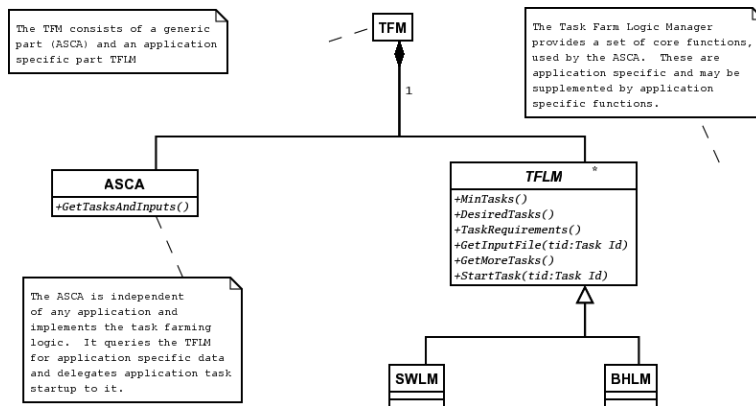 The TFM consists of a generic
part (ASCA) and an application
specific part TFLM
TFM
The Task Farm Logic Manager
provides a set of core functions,
used by the ASCA.  These are
application specific and may be
supplemented by application
specific functions.
1
ASCA
+GetTasksAndInputs()
TFLM *
+MinTasks()
+DesiredTasks()
+TaskRequirements()
+GetInputFile(tid:Task Id)
+GetMoreTasks()
+StartTask(tid:Task Id)
The ASCA is independent
of any application and
implements the task farming
logic.  It queries the TFLM
for application specific data
and delegates application task
startup to it.
SWLM
BHLM